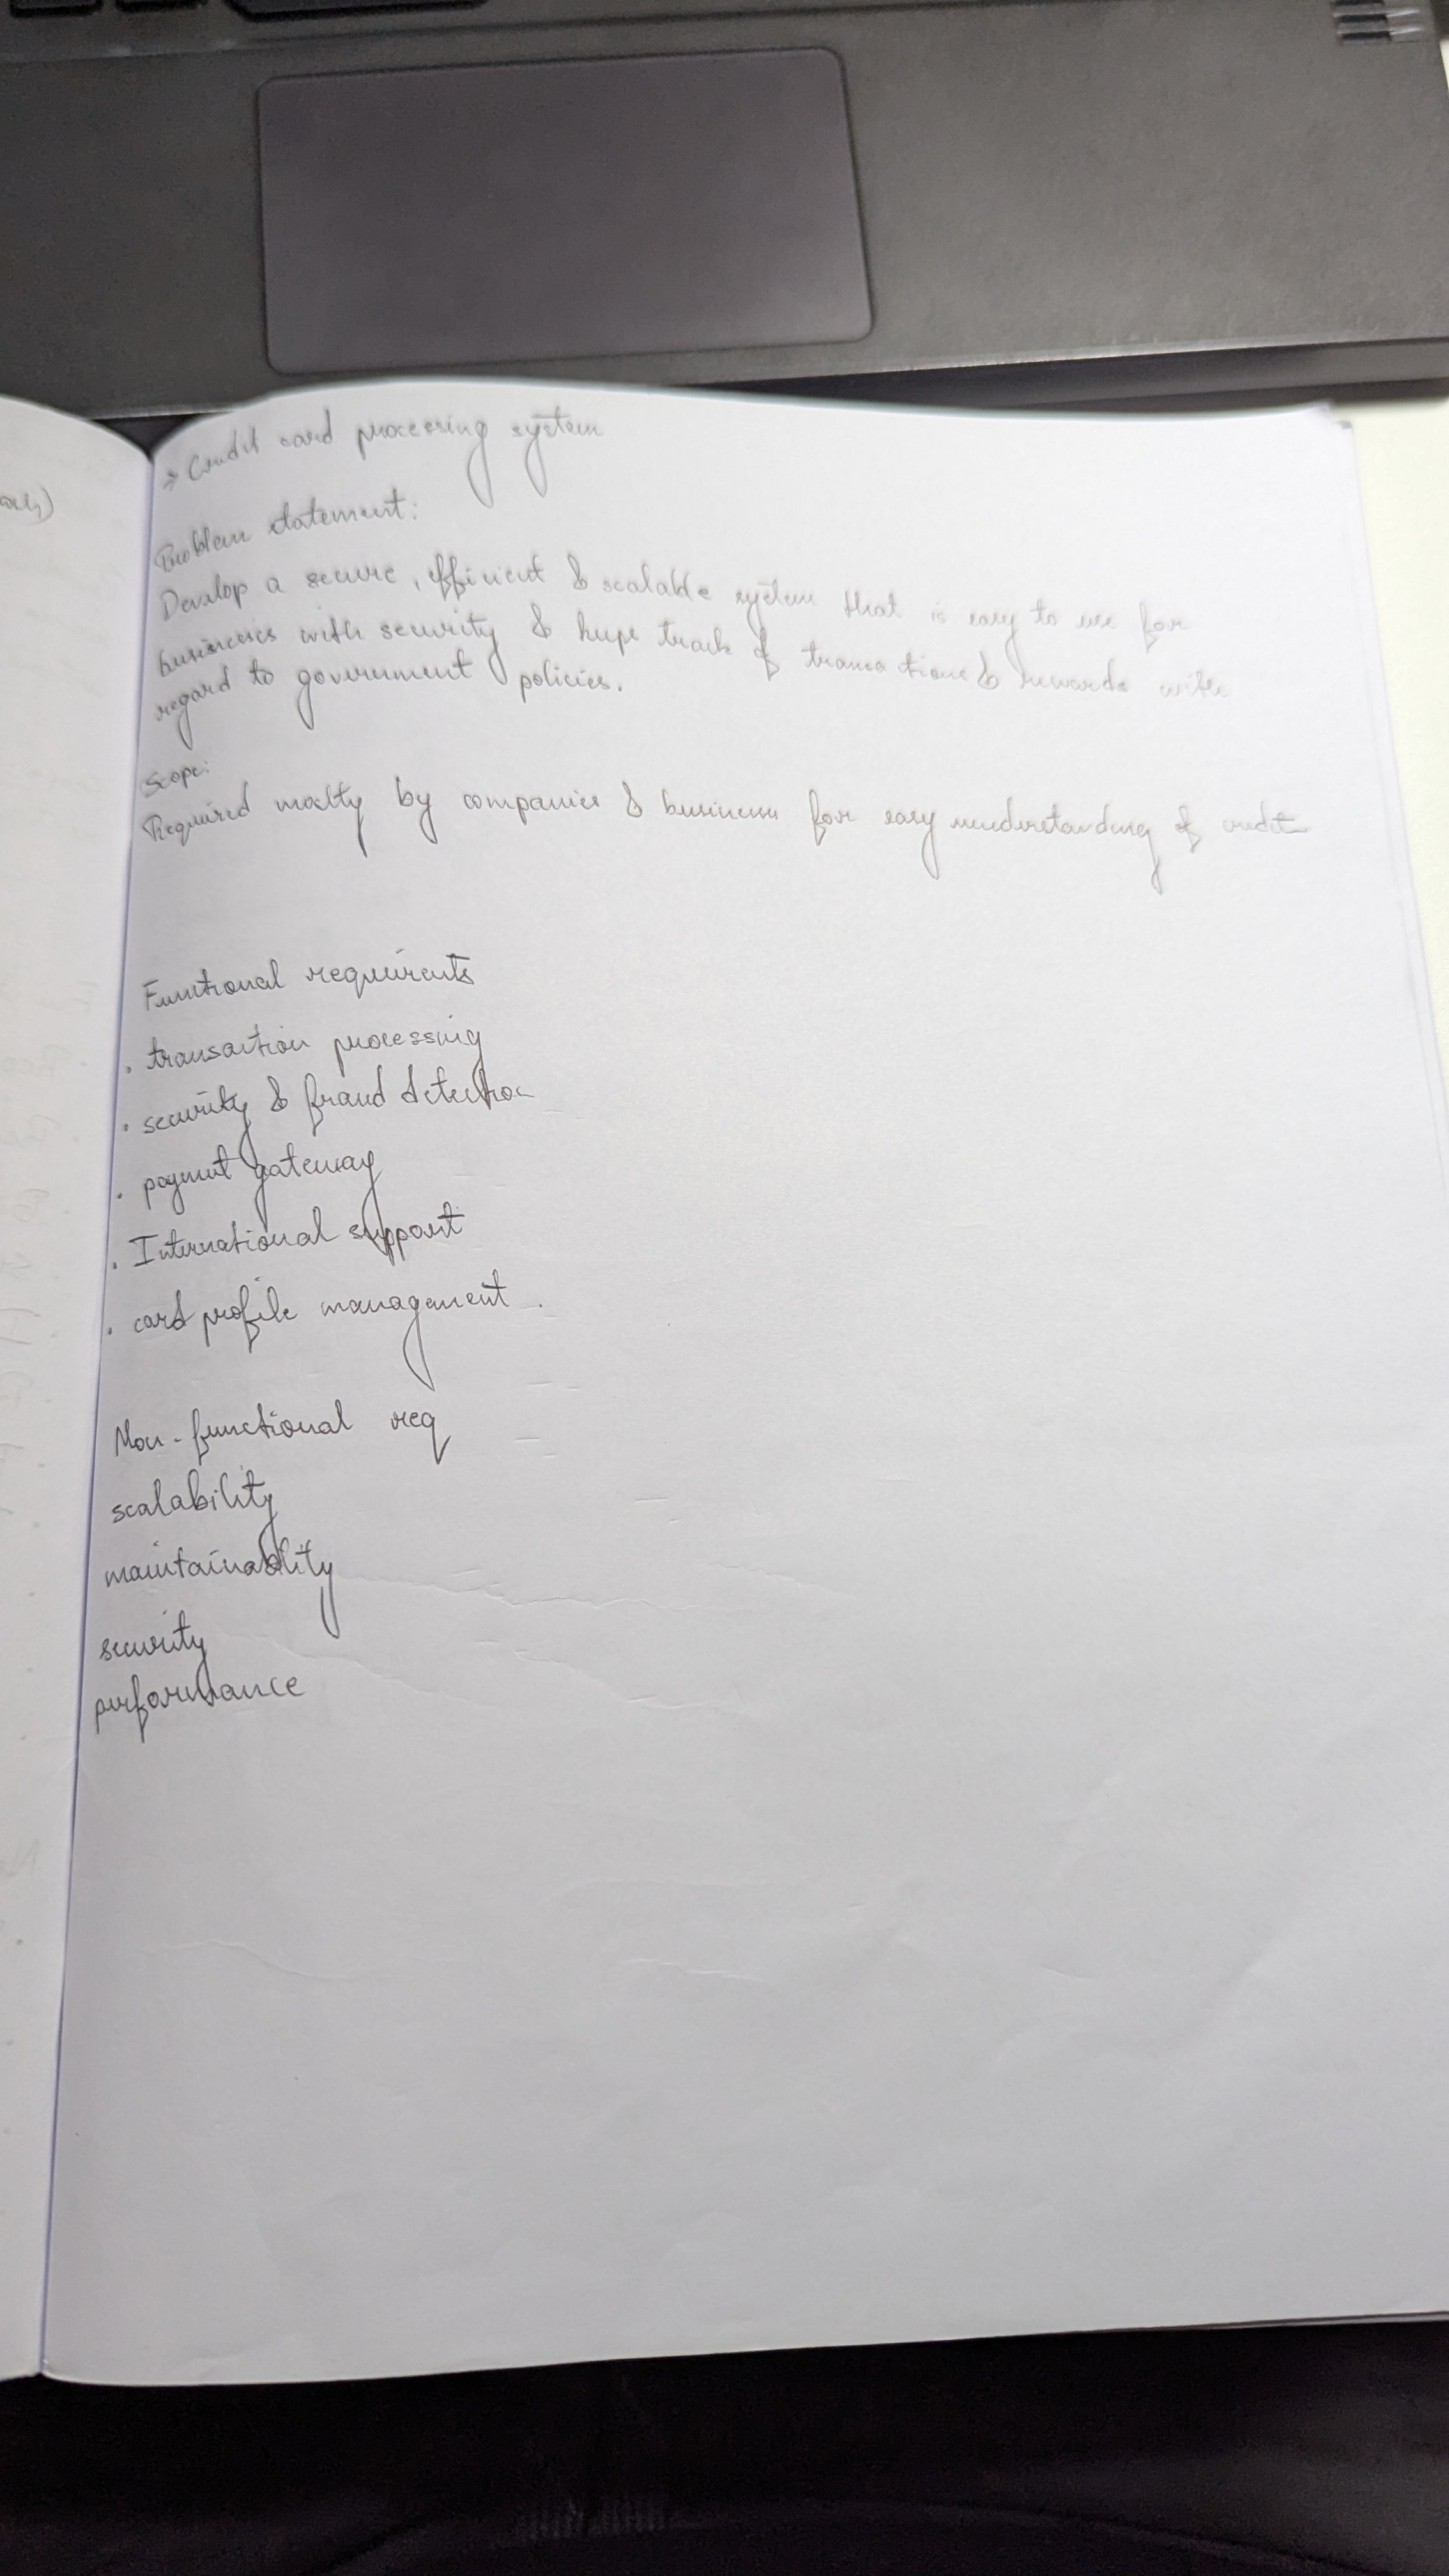 → Credit card processing system
Problem statement:
Develop a secure, efficient & scalable system that is easy to use for
businesses with security & keeps track of transactions & rewards with
regard to government policies.
Scope:
Required mostly by companies & business for easy understanding of credit
Functional requirents
. transaction processing
. security & fraud detection
. payment gateway
. International support
. card profile management .
Non-functional req
scalability
maintainability
security
performance